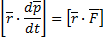 [r̅ · dp̅/dt] = [r̅ · F̅]